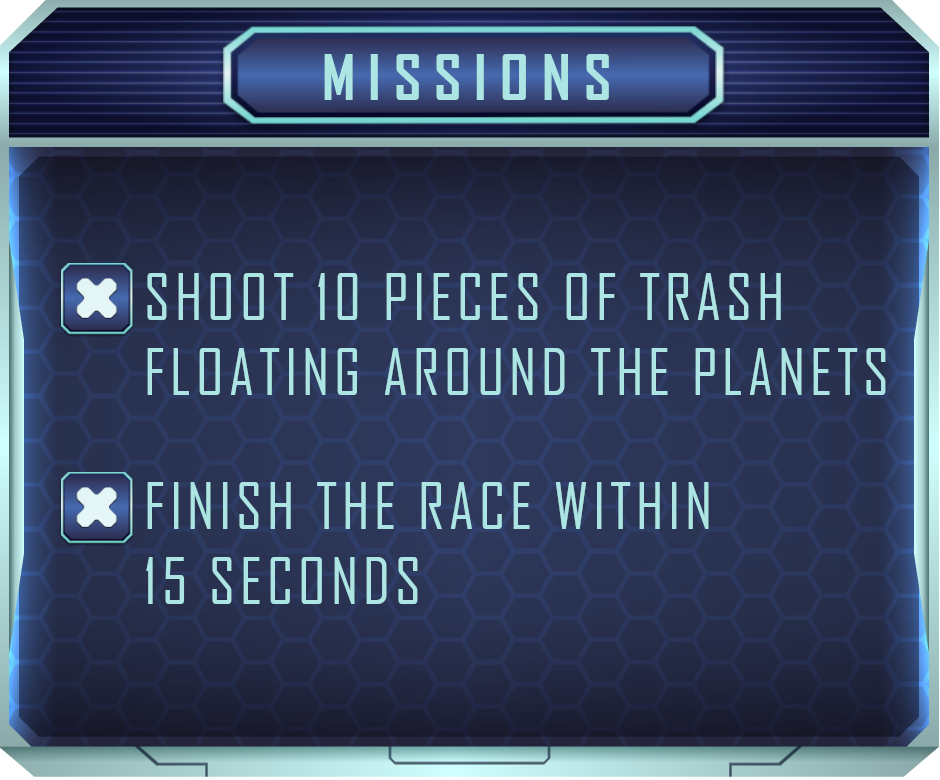 MISSIONS
SHOOT 10 PIECES OF TRASH
FLOATING AROUND THE PLANETS
FINISH THE RACE WITHIN
15 SECONDS